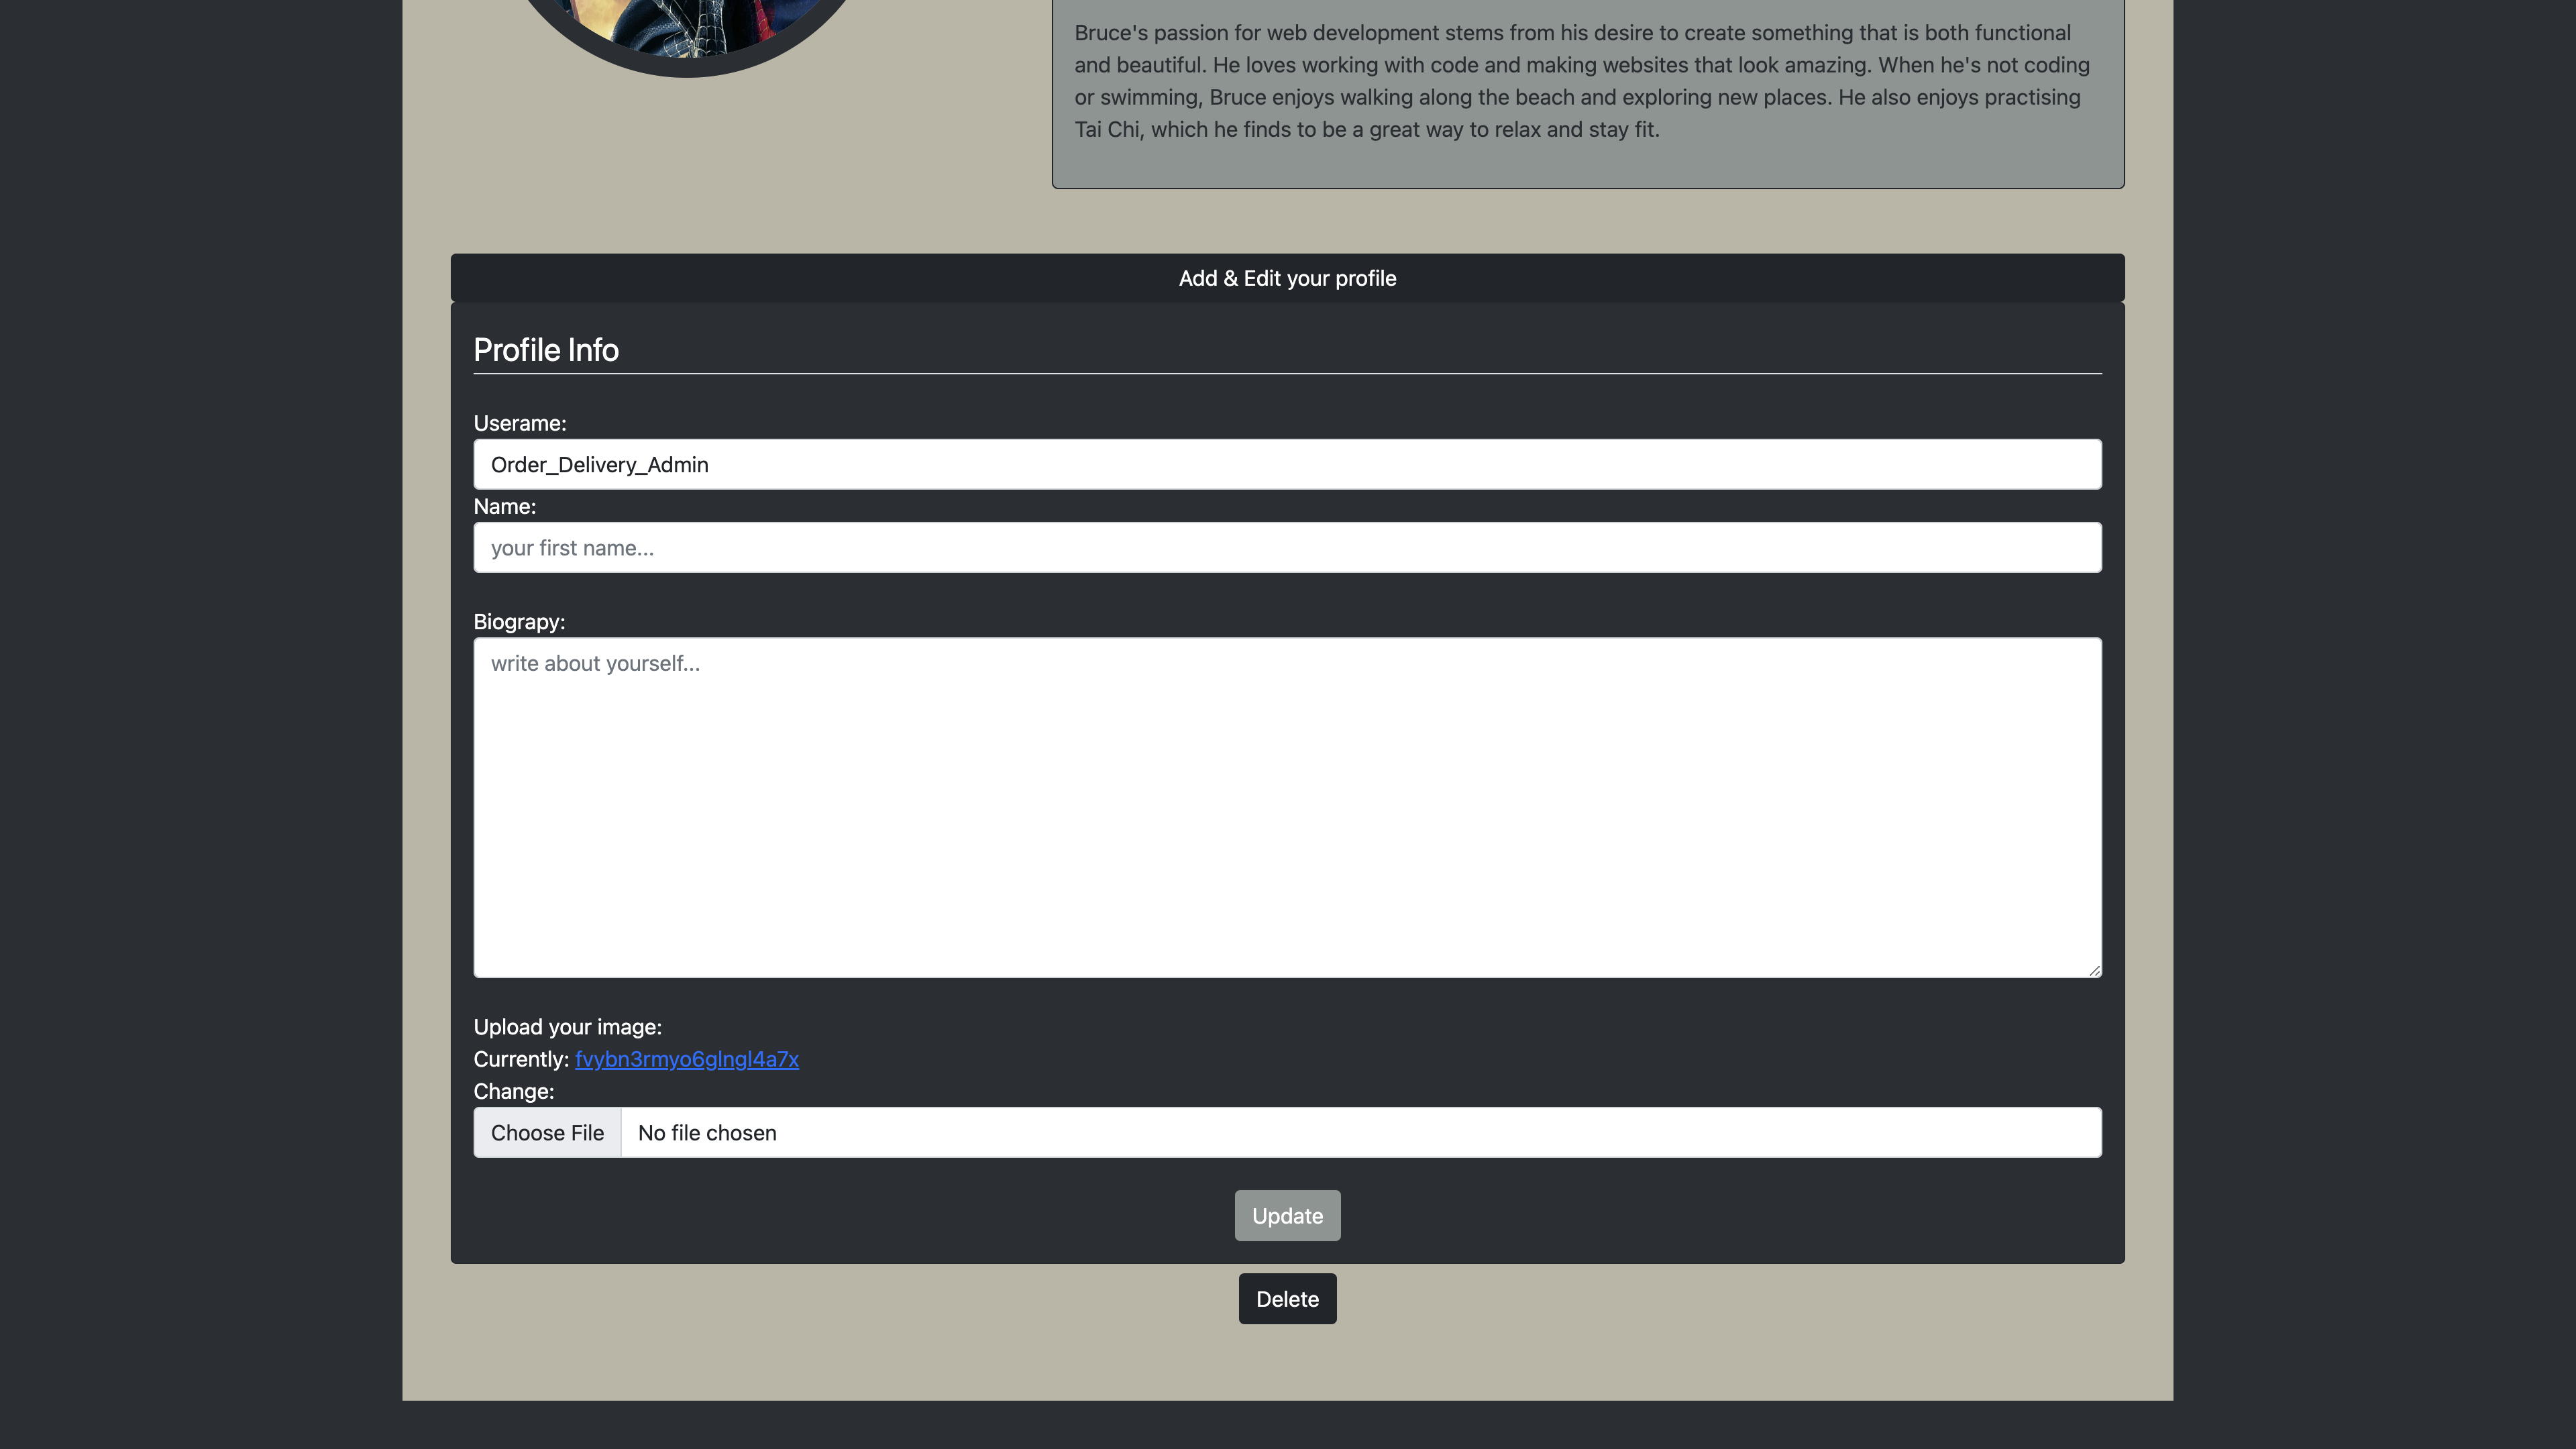 Bruce's passion for web development stems from his desire to create something that is both functional
and beautiful. He loves working with code and making websites that look amazing. When he's not coding
or swimming, Bruce enjoys walking along the beach and exploring new places. He also enjoys practising
Tai Chi, which he finds to be a great way to relax and stay fit.
Add & Edit your profile
Profile Info
Userame:
Order_Delivery_Admin
Name:
your first name...
Biograpy:
write about yourself...
Upload your image:
Currently: fvybn3rmyo6glngl4a7x
Change:
Choose File No file chosen
Update
Delete